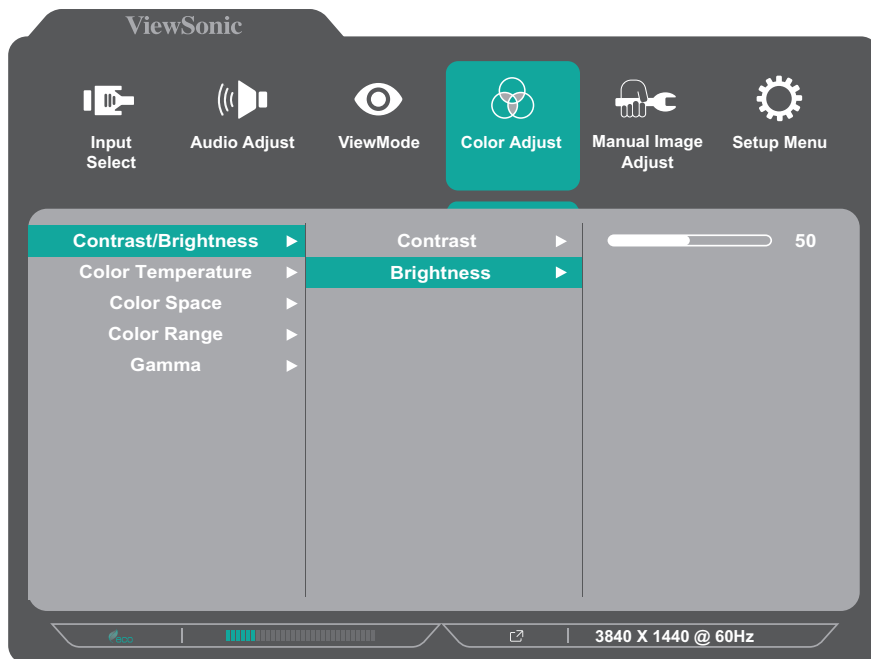 ViewSonic
Input Select
Audio Adjust
ViewMode
Color Adjust
Manual Image Adjust
Setup Menu
Contrast/Brightness
Contrast
50
Color Temperature
Brightness
Color Space
Color Range
Gamma
eco
3840 X 1440 @ 60Hz